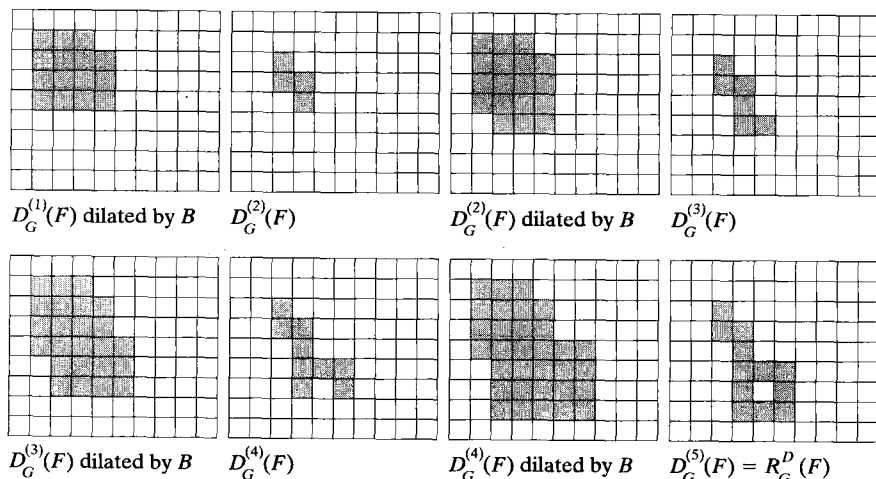 D_G^(1)(F) dilated by B
D_G^(2)(F)
D_G^(2)(F) dilated by B
D_G^(3)(F)
D_G^(3)(F) dilated by B
D_G^(4)(F)
D_G^(4)(F) dilated by B
D_G^(5)(F) = R_G^D (F)